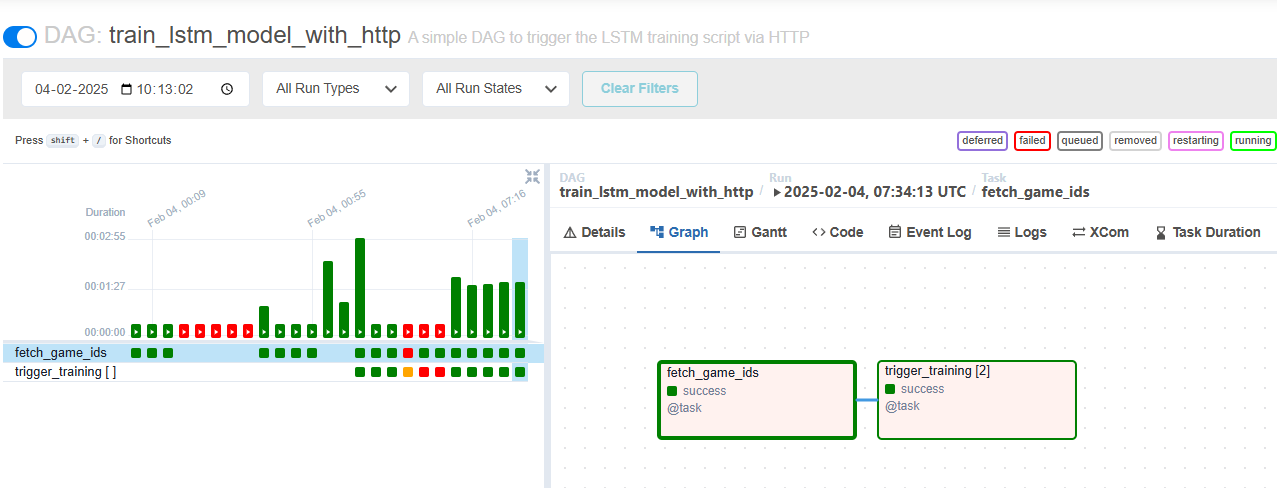 DAG: train_lstm_model_with_http A simple DAG to trigger the LSTM training script via HTTP
04-02-2025 10:13:02 All Run Types All Run States Clear Filters
Press shift + / for Shortcuts
deferred failed queued removed restarting running
DAG Run Task
train_lstm_model_with_http / 2025-02-04, 07:34:13 UTC / fetch_game_ids
Details Graph Gantt Code Event Log Logs XCom Task Duration
Feb 04, 00:09 Feb 04, 00:55 Feb 04, 07:16
Duration
00:02:55
00:01:27
00:00:00
fetch_game_ids
trigger_training [ ]
fetch_game_ids
success
@task
trigger_training [2]
success
@task